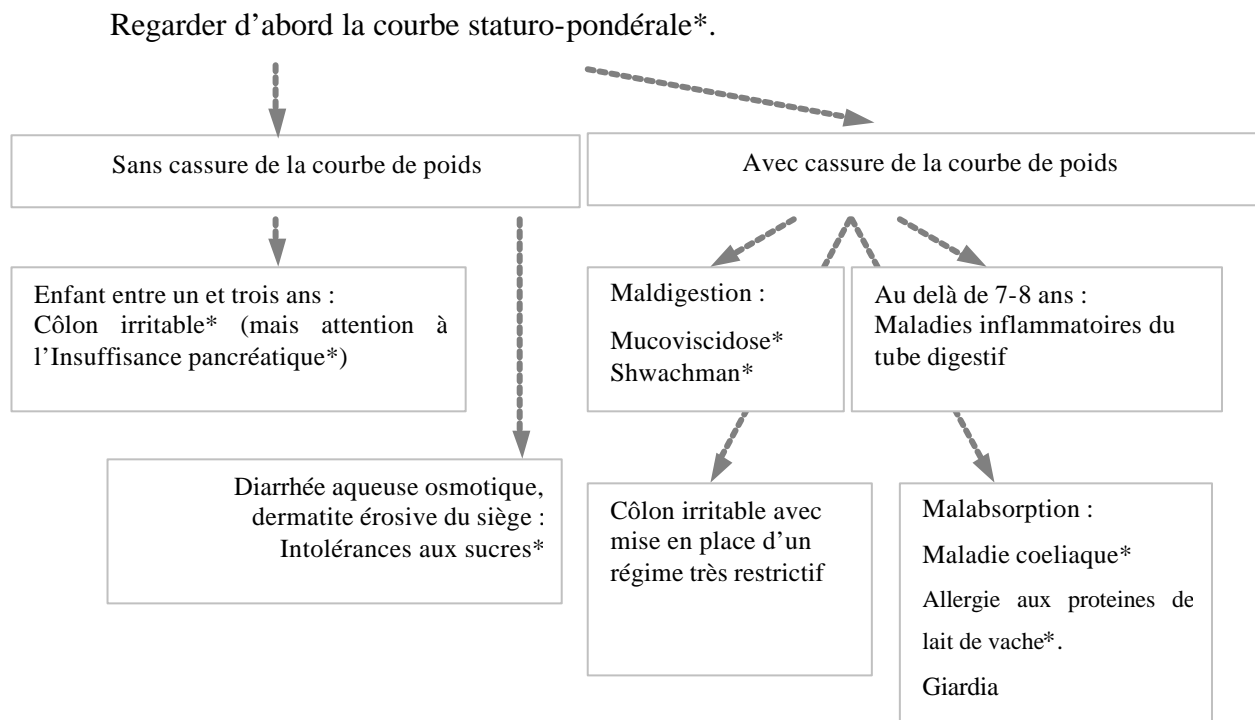 Regarder d’abord la courbe staturo-pondérale*.
Sans cassure de la courbe de poids
Avec cassure de la courbe de poids
Enfant entre un et trois ans :
Côlon irritable* (mais attention à
l’Insuffisance pancréatique*)
Maldigestion :
Mucoviscidose*
Shwachman*
Au delà de 7-8 ans :
Maladies inflammatoires du
tube digestif
Diarrhée aqueuse osmotique,
dermatite érosive du siège :
Intolérances aux sucres*
Côlon irritable avec
mise en place d’un
régime très restrictif
Malabsorption :
Maladie coeliaque*
Allergie aux proteines de
lait de vache*.
Giardia